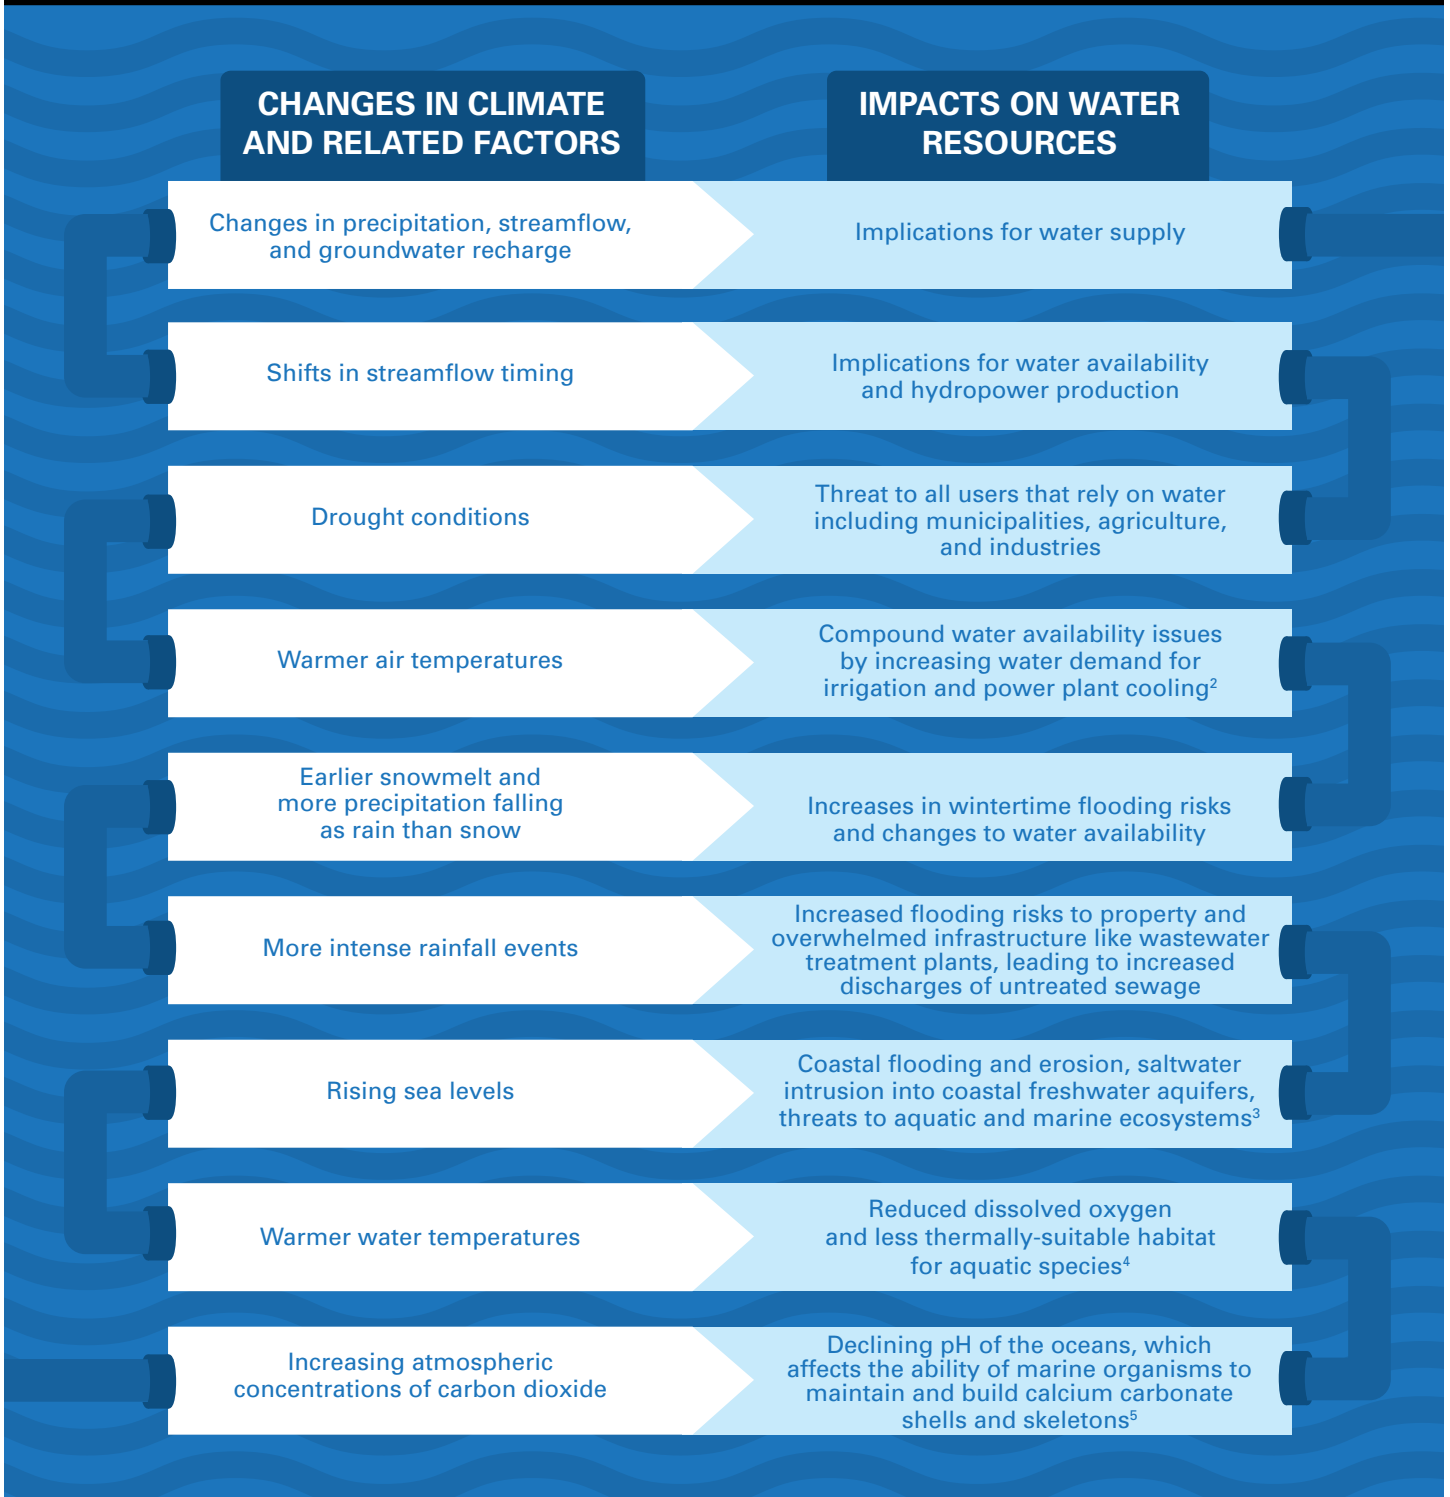 CHANGES IN CLIMATE
AND RELATED FACTORS
IMPACTS ON WATER
RESOURCES
Changes in precipitation, streamflow,
and groundwater recharge
Implications for water supply
Shifts in streamflow timing
Implications for water availability
and hydropower production
Drought conditions
Threat to all users that rely on water
including municipalities, agriculture,
and industries
Warmer air temperatures
Compound water availability issues
by increasing water demand for
irrigation and power plant cooling²
Earlier snowmelt and
more precipitation falling
as rain than snow
Increases in wintertime flooding risks
and changes to water availability
More intense rainfall events
Increased flooding risks to property and
overwhelmed infrastructure like wastewater
treatment plants, leading to increased
discharges of untreated sewage
Rising sea levels
Coastal flooding and erosion, saltwater
intrusion into coastal freshwater aquifers,
threats to aquatic and marine ecosystems³
Warmer water temperatures
Reduced dissolved oxygen
and less thermally-suitable habitat
for aquatic species⁴
Increasing atmospheric
concentrations of carbon dioxide
Declining pH of the oceans, which
affects the ability of marine organisms to
maintain and build calcium carbonate
shells and skeletons⁵